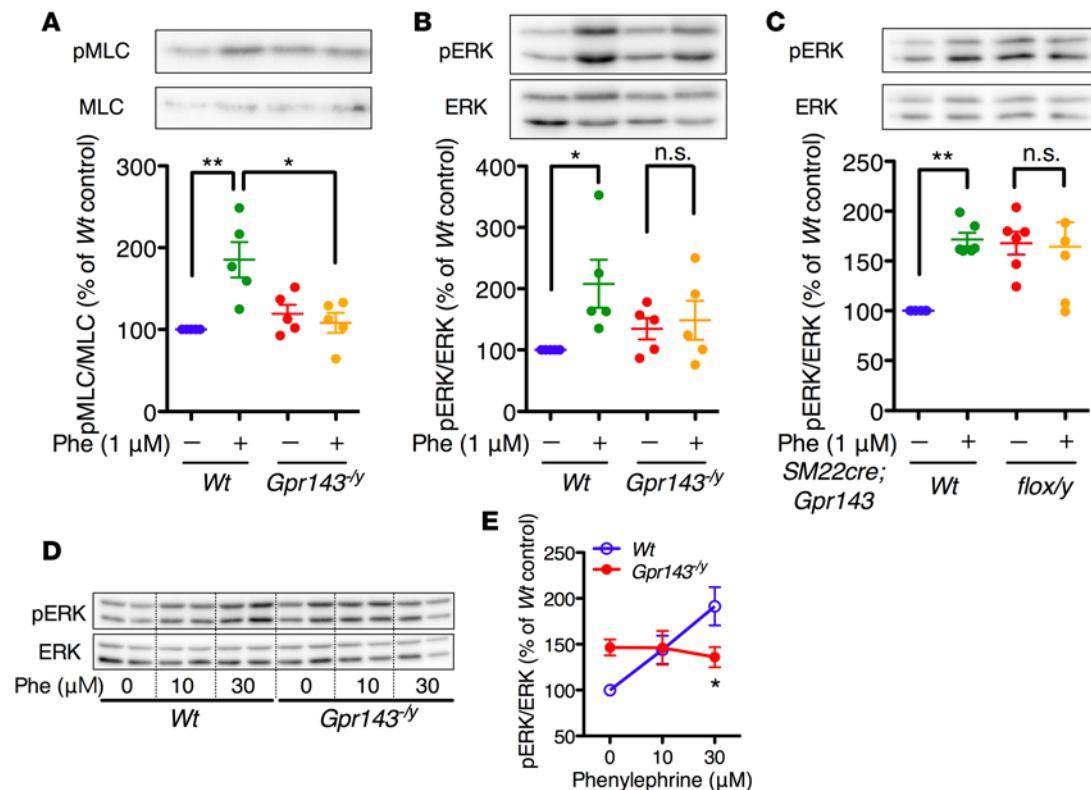 A
pMLC
MLC
pMLC/MLC (% of Wt control)
300
200
100
0
**
*
Phe (1 μM) – + – +
Wt Gpr143-/y
B
pERK
ERK
pERK/ERK (% of Wt control)
400
300
200
100
0
*
n.s.
Phe (1 μM) – + – +
Wt Gpr143-/y
C
pERK
ERK
pERK/ERK (% of Wt control)
250
200
150
100
50
0
**
n.s.
Phe (1 μM) – + – +
SM22cre;
Gpr143
Wt flox/y
D
pERK
ERK
Phe (μM) 0 10 30 0 10 30
Wt Gpr143-/y
E
pERK/ERK (% of Wt control)
250
200
150
100
50
Wt
Gpr143-/y
*
0 10 30
Phenylephrine (μM)